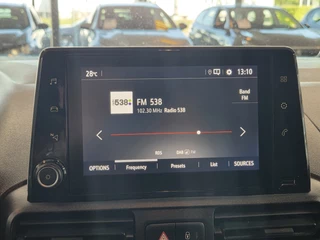 28°C
13:10
538
FM 538
102.30 MHz Radio 538
Band
FM
OPTIONS
Frequency
Presets
List
SOURCES